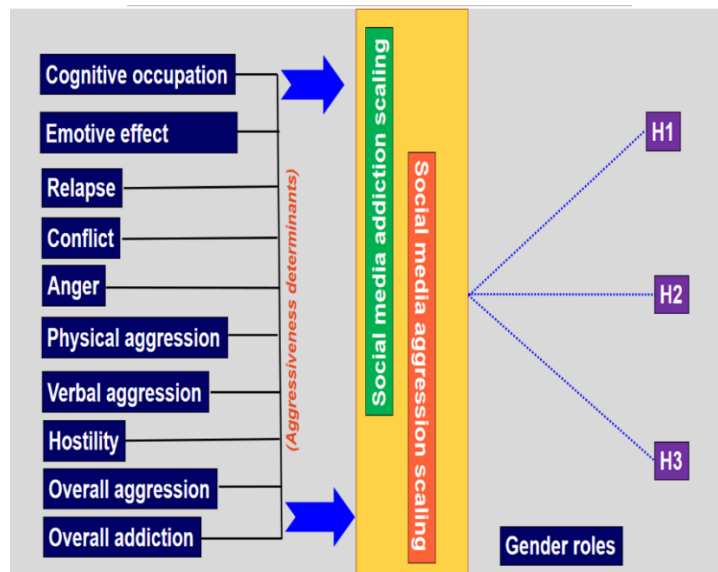 Cognitive occupation
Emotive effect
Relapse
Conflict
Anger
Physical aggression
Verbal aggression
Hostility
Overall aggression
Overall addiction
(Aggressiveness determinants)
Social media addiction scaling
Social media aggression scaling
H1
H2
H3
Gender roles